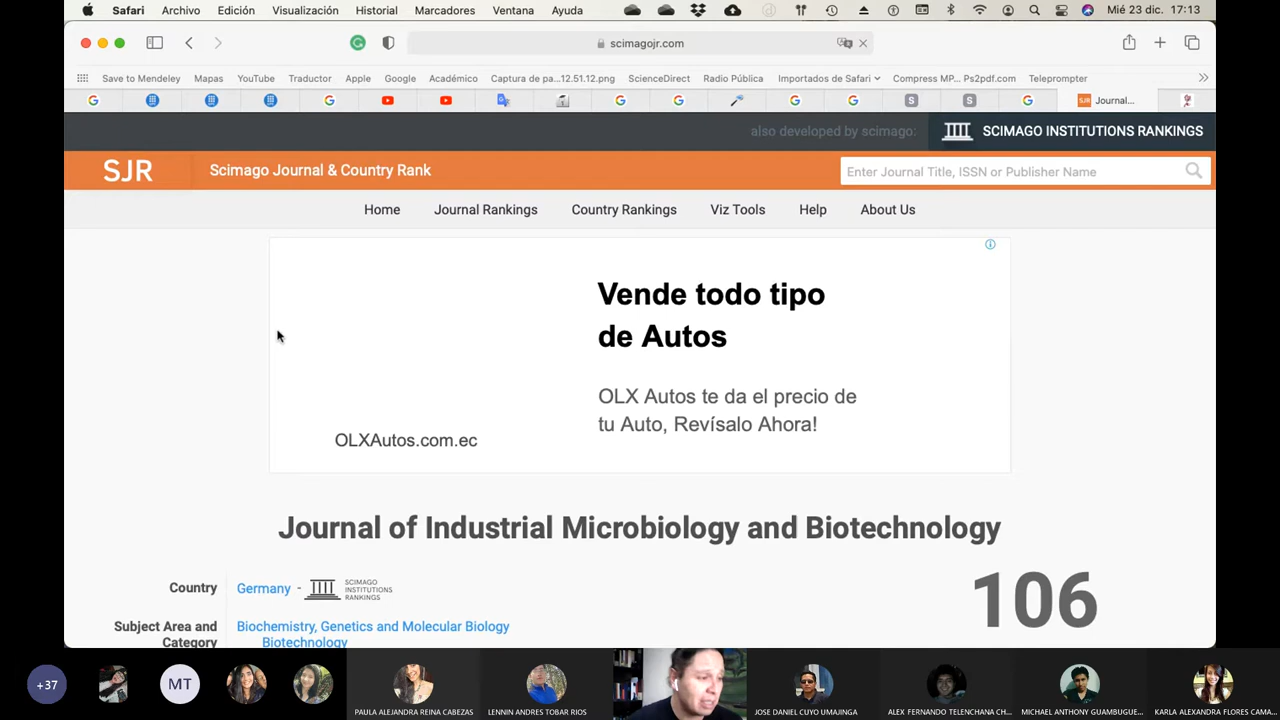 Safari Archivo Edición Visualización Historial Marcadores Ventana Ayuda Mié 23 dic. 17:13
scimagojr.com
Save to Mendeley Mapas YouTube Traductor Apple Google Académico Captura de pa...12.51.12.png ScienceDirect Radio Pública Importados de Safari Compress MP... Ps2pdf.com Teleprompter
S S SJR Journal...
also developed by scimago: SCIMAGO INSTITUTIONS RANKINGS
SJR Scimago Journal & Country Rank Enter Journal Title, ISSN or Publisher Name
Home Journal Rankings Country Rankings Viz Tools Help About Us
Vende todo tipo
de Autos
OLX Autos te da el precio de
tu Auto, Revísalo Ahora!
OLXAutos.com.ec
Journal of Industrial Microbiology and Biotechnology
Country Germany - SCIMAGO INSTITUTIONS RANKINGS
106
Subject Area and Category
Biochemistry, Genetics and Molecular Biology
Biotechnology
+37 MT
PAULA ALEJANDRA REINA CABEZAS LENNIN ANDRES TOBAR RIOS JOSE DANIEL CUYO UMAJINGA ALEX FERNANDO TELENCHANA CH... MICHAEL ANTHONY GUAMBUGUE... KARLA ALEXANDRA FLORES CAMA...